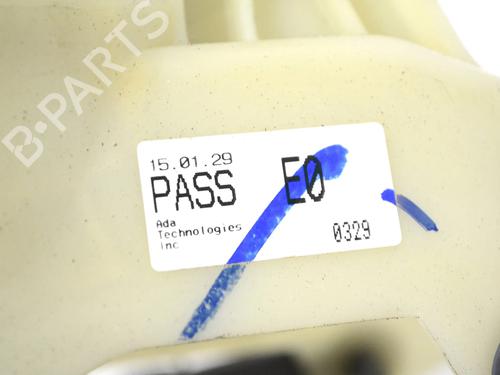 B-PARTS
15.01.29
PASS E0
Ada
Technologies
inc
0329